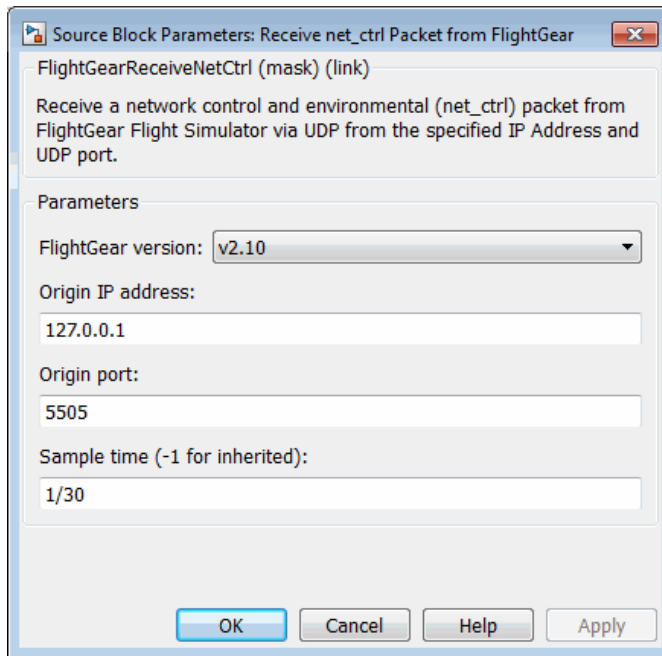 Source Block Parameters: Receive net_ctrl Packet from FlightGear
FlightGearReceiveNetCtrl (mask) (link)
Receive a network control and environmental (net_ctrl) packet from
FlightGear Flight Simulator via UDP from the specified IP Address and
UDP port.
Parameters
FlightGear version: v2.10
Origin IP address:
127.0.0.1
Origin port:
5505
Sample time (-1 for inherited):
1/30
OK Cancel Help Apply